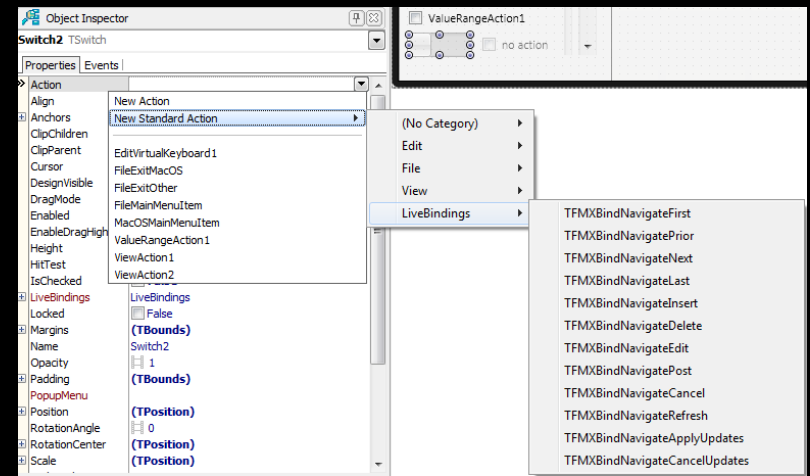 Object Inspector
Switch2 TSwitch
Properties Events
Action
Align
Anchors
ClipChildren
ClipParent
Cursor
DesignVisible
DragMode
Enabled
EnableDragHigh
Height
HitTest
IsChecked
LiveBindings LiveBindings
Locked False
Margins (TBounds)
Name Switch2
Opacity 1
Padding (TBounds)
PopupMenu
Position (TPosition)
RotationAngle 0
RotationCenter (TPosition)
Scale (TPosition)
New Action
New Standard Action
EditVirtualKeyboard1
FileExitMacOS
FileExitOther
FileMainMenuItem
MacOSMainMenuItem
ValueRangeAction1
ViewAction1
ViewAction2
(No Category)
Edit
File
View
LiveBindings
TFMXBindNavigateFirst
TFMXBindNavigatePrior
TFMXBindNavigateNext
TFMXBindNavigateLast
TFMXBindNavigateInsert
TFMXBindNavigateDelete
TFMXBindNavigateEdit
TFMXBindNavigatePost
TFMXBindNavigateCancel
TFMXBindNavigateRefresh
TFMXBindNavigateApplyUpdates
TFMXBindNavigateCancelUpdates
ValueRangeAction1
no action